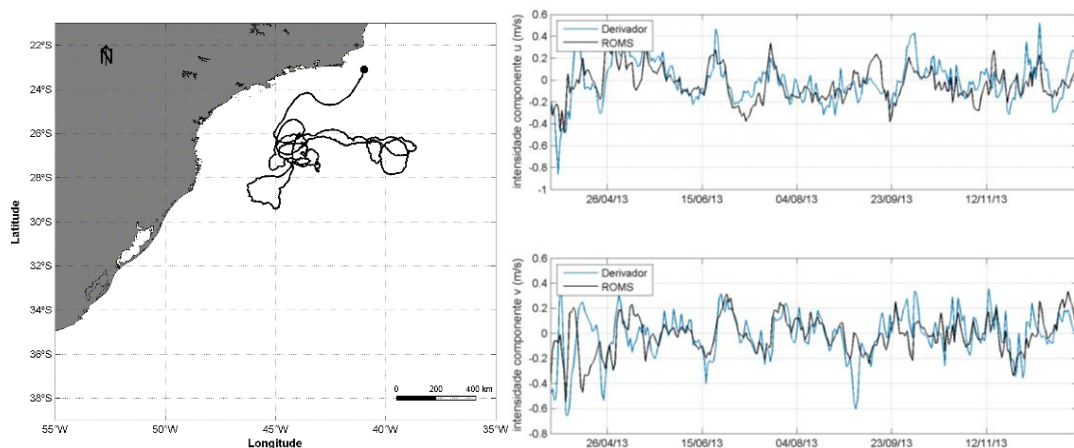 N
22°S
24°S
26°S
28°S
30°S
32°S
34°S
36°S
38°S
Latitude
55°W
50°W
45°W
40°W
35°W
Longitude
0 200 400 km
intensidade componente u (m/s)
0.6
0.4
0.2
0
-0.2
-0.4
-0.6
-0.8
-1
Derivador
ROMS
26/04/13 15/06/13 04/08/13 23/09/13 12/11/13
intensidade componente v (m/s)
0.6
0.4
0.2
0
-0.2
-0.4
-0.6
-0.8
Derivador
ROMS
26/04/13 15/06/13 04/08/13 23/09/13 12/11/13